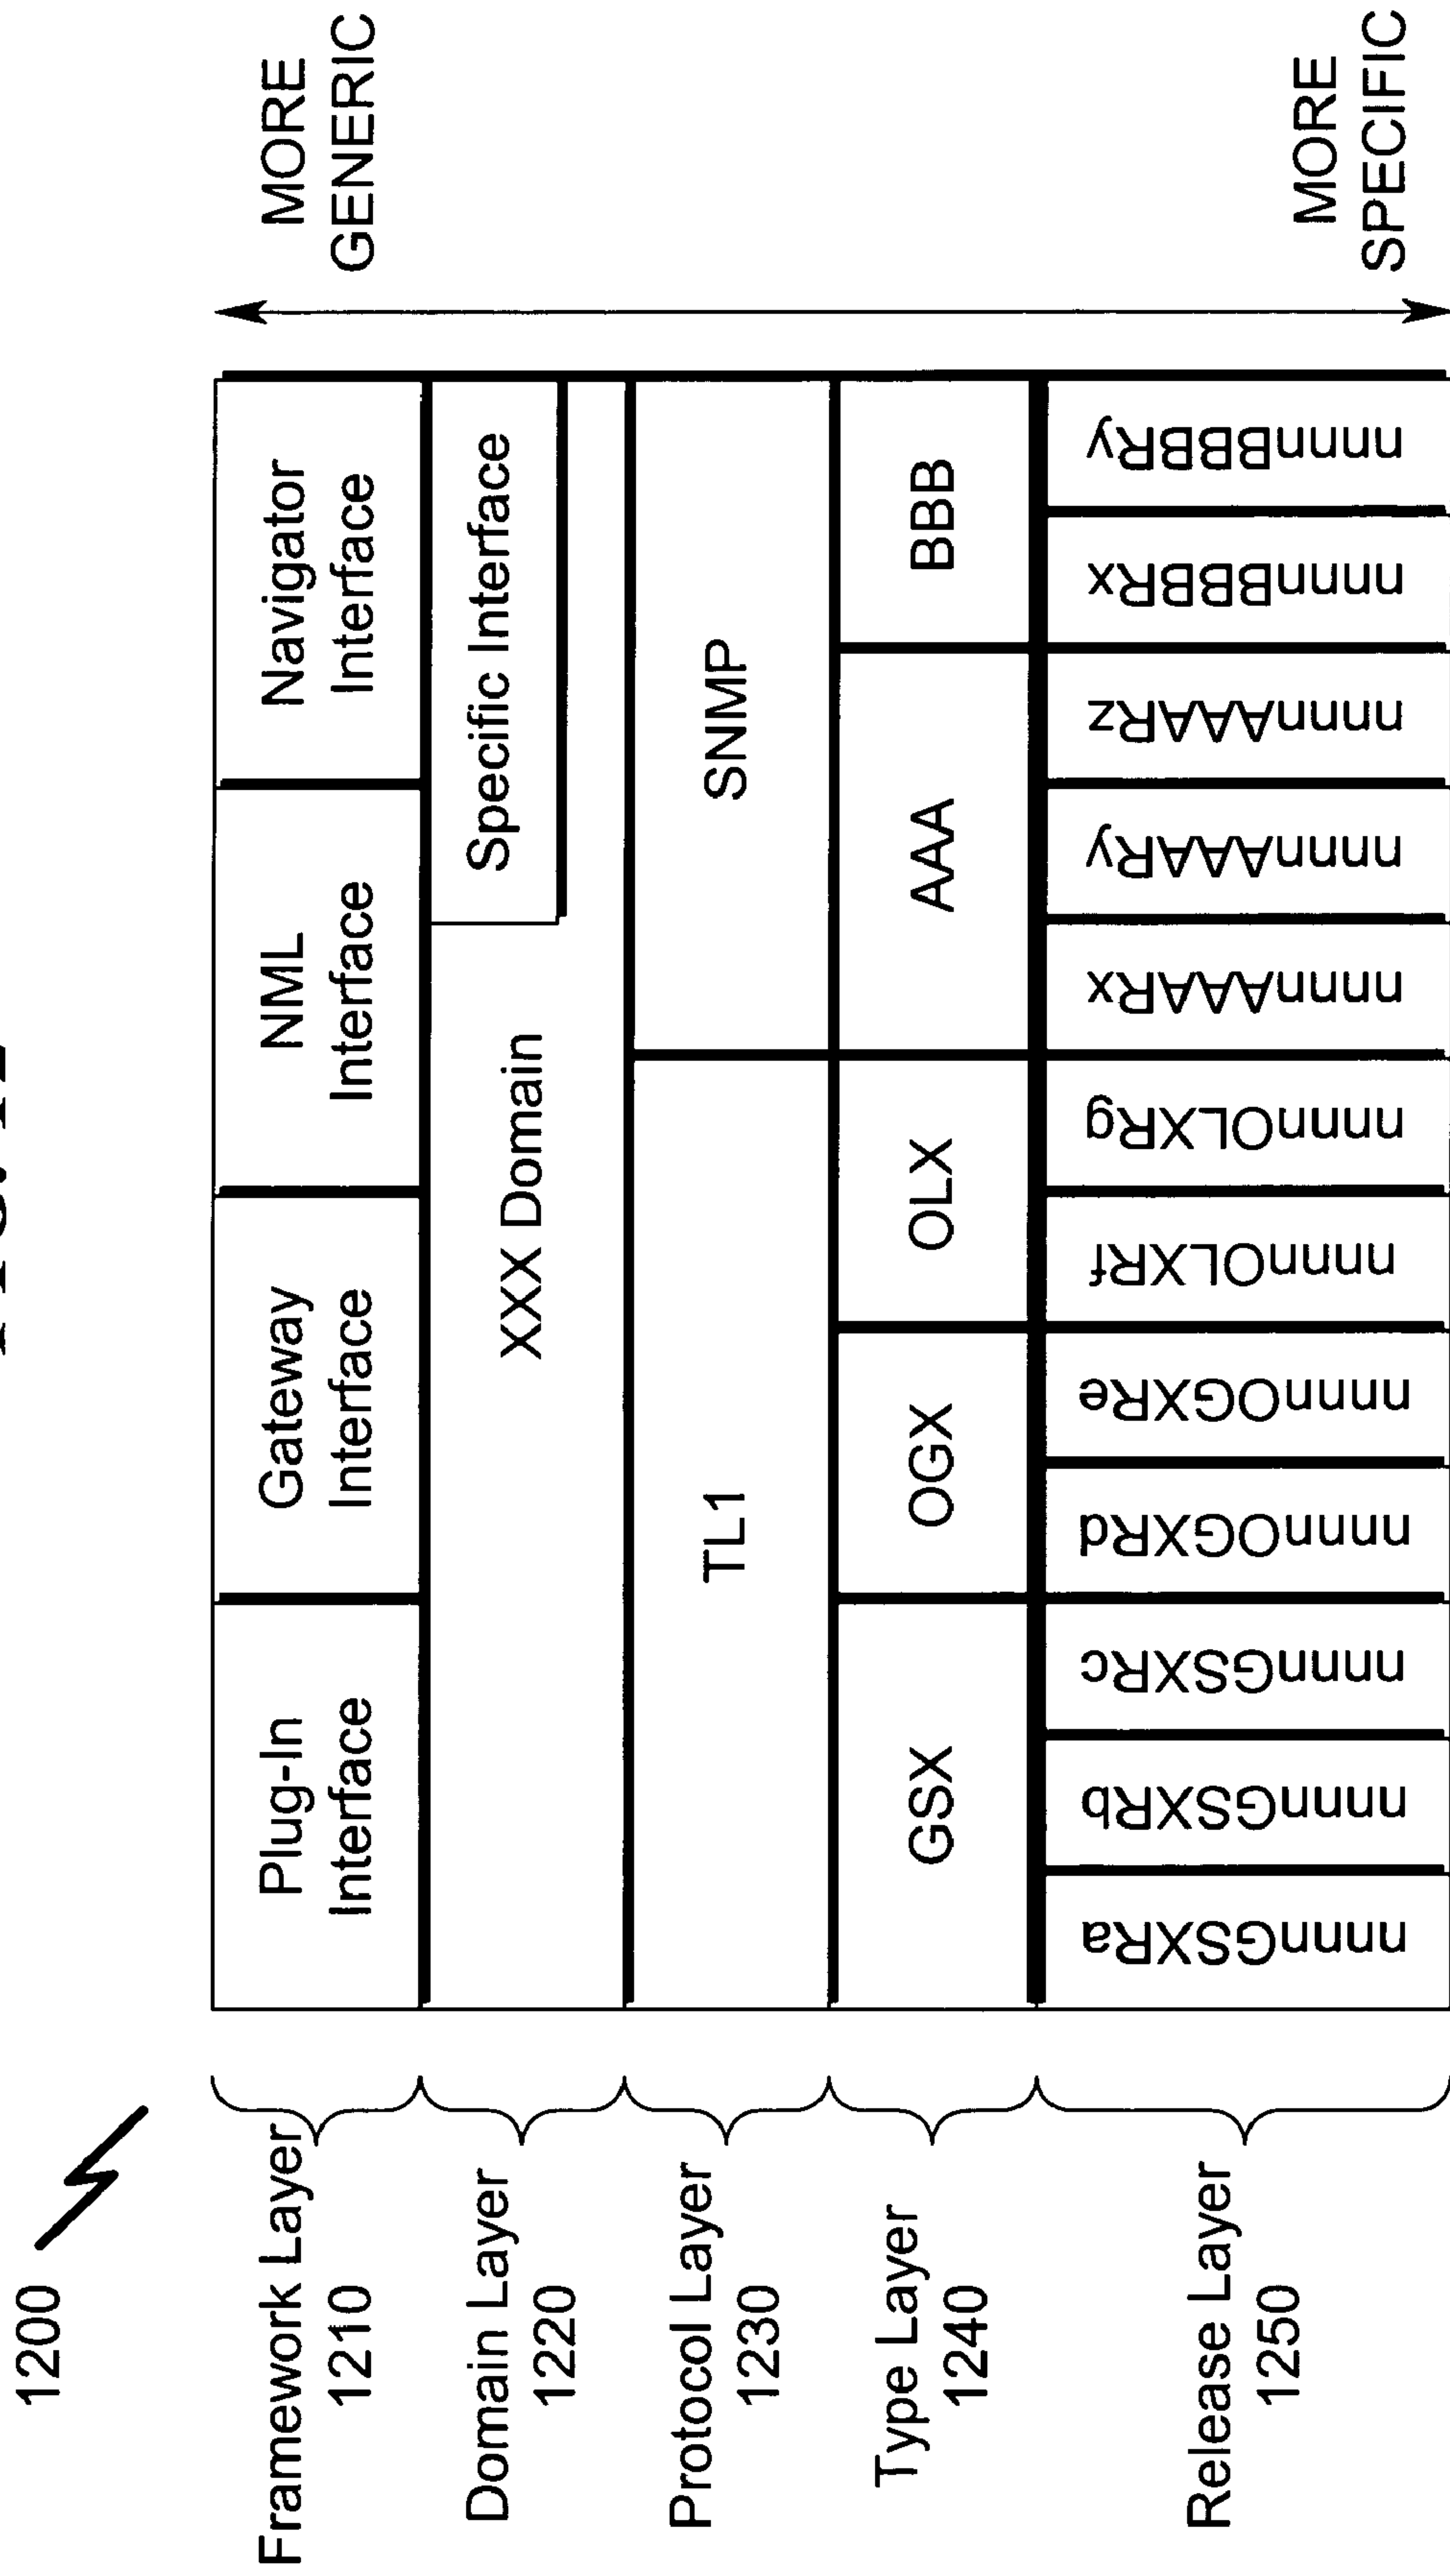 1200
MORE
GENERIC
Framework Layer
1210
Plug-In
Interface
Gateway
Interface
NML
Interface
Navigator
Interface
Domain Layer
1220
XXX Domain
Specific Interface
Protocol Layer
1230
TL1
SNMP
Type Layer
1240
GSX
OGX
OLX
AAA
BBB
Release Layer
1250
nnnnGSXRa
nnnnGSXRb
nnnnGSXRc
nnnnOGXRd
nnnnOGXRe
nnnnOLXRf
nnnnOLXRg
nnnnAAARx
nnnnAAARy
nnnnAAARz
nnnnBBBRx
nnnnBBBRy
MORE
SPECIFIC